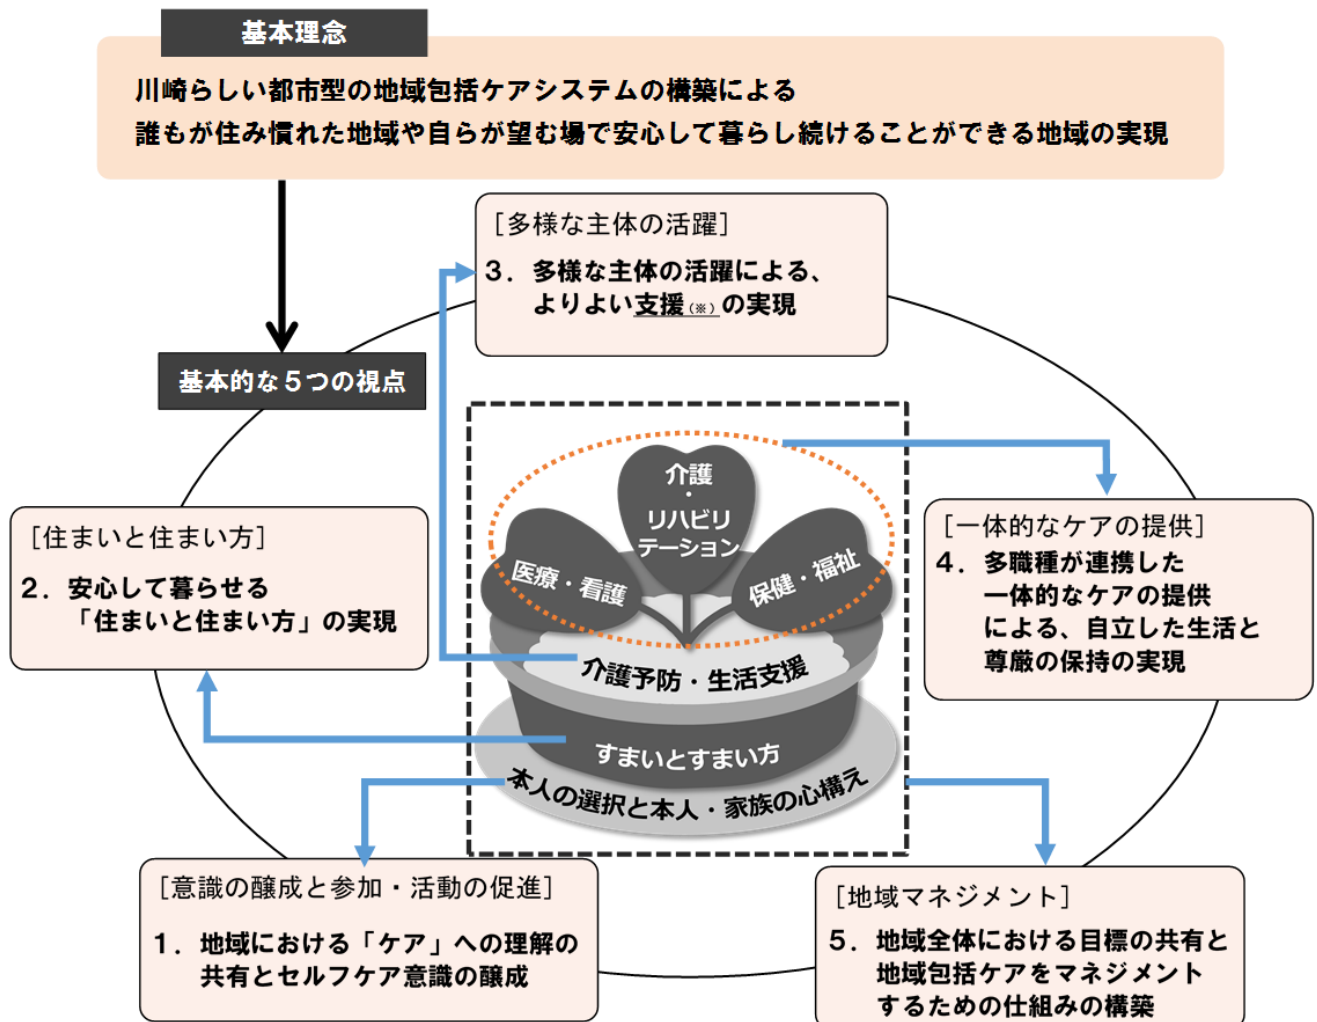 基本理念
川崎らしい都市型の地域包括ケアシステムの構築による
誰もが住み慣れた地域や自らが望む場で安心して暮らし続けることができる地域の実現
[多様な主体の活躍]
３．多様な主体の活躍による、
よりよい支援（※）の実現
基本的な５つの視点
介護
・
リハビリ
テーション
医療・看護
保健・福祉
介護予防・生活支援
すまいとすまい方
本人の選択と本人・家族の心構え
[住まいと住まい方]
２．安心して暮らせる
「住まいと住まい方」の実現
[一体的なケアの提供]
４．多職種が連携した
一体的なケアの提供
による、自立した生活と
尊厳の保持の実現
[意識の醸成と参加・活動の促進]
１．地域における「ケア」への理解の
共有とセルフケア意識の醸成
[地域マネジメント]
５．地域全体における目標の共有と
地域包括ケアをマネジメント
するための仕組みの構築